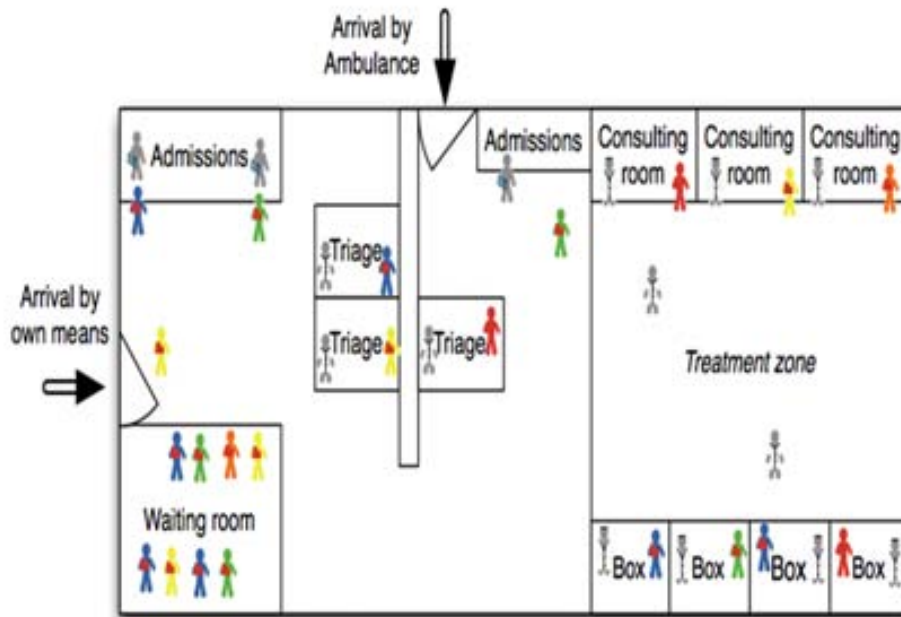 Arrival by
Ambulance
Admissions
Admissions
Consulting
room
Consulting
room
Consulting
room
Triage
Arrival by
own means
Triage
Triage
Treatment zone
Waiting room
Box
Box
Box
Box